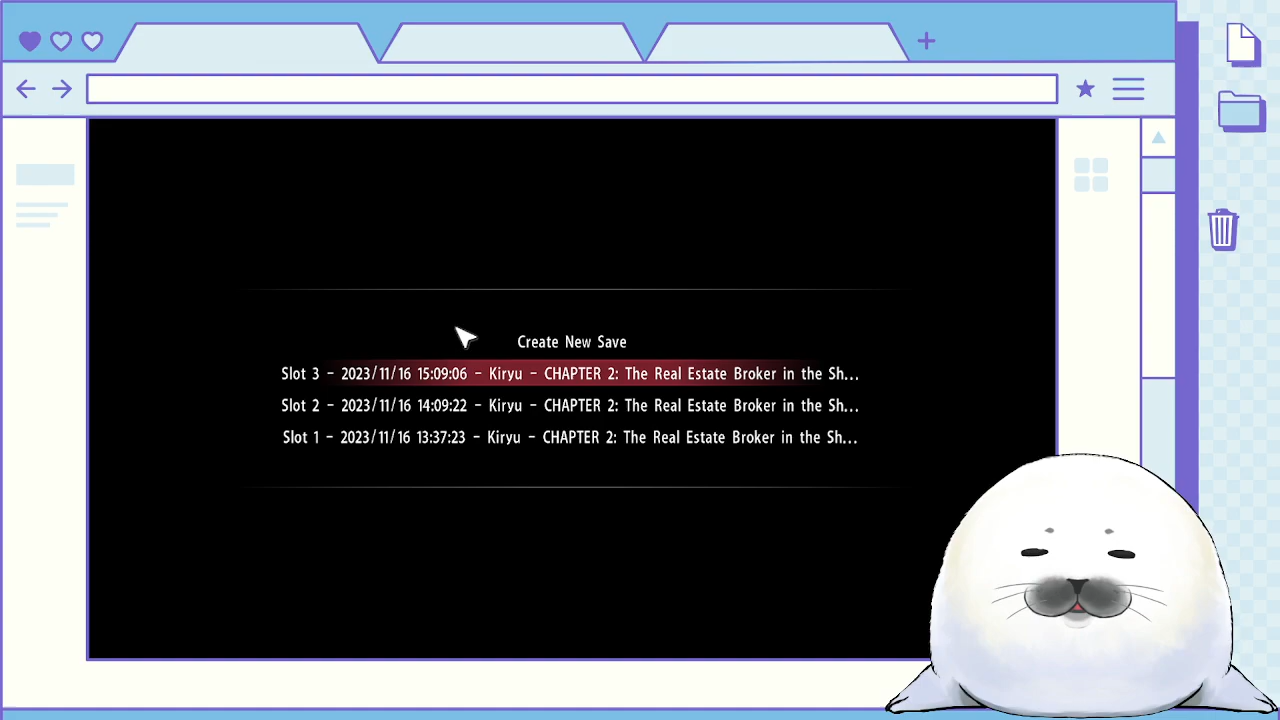 Create New Save
Slot 3 - 2023/11/16 15:09:06 - Kiryu - CHAPTER 2: The Real Estate Broker in the Sh...
Slot 2 - 2023/11/16 14:09:22 - Kiryu - CHAPTER 2: The Real Estate Broker in the Sh...
Slot 1 - 2023/11/16 13:37:23 - Kiryu - CHAPTER 2: The Real Estate Broker in the Sh...